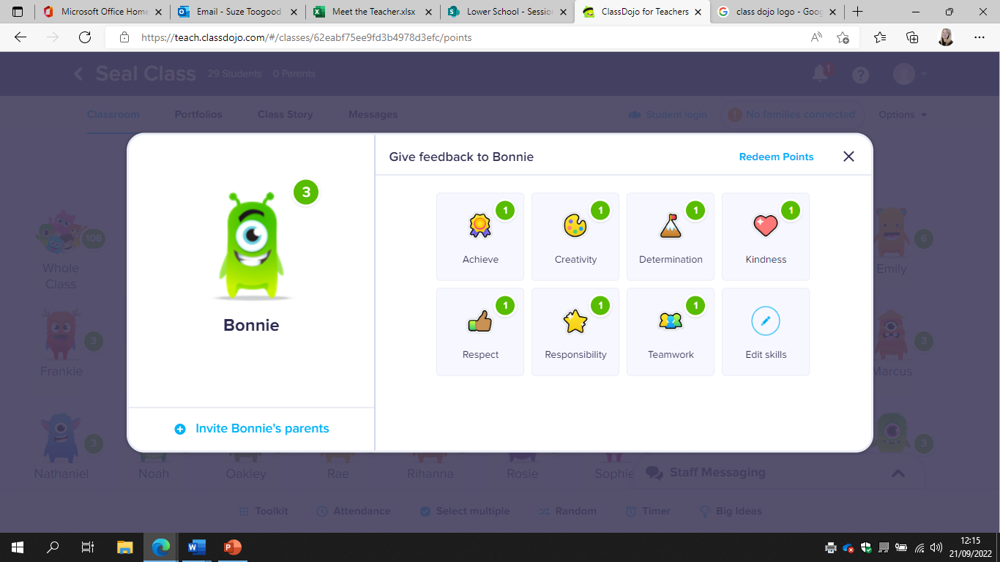 Microsoft Office Home
Email - Suze Toogood
Meet the Teacher.xlsx
Lower School - Sessio
ClassDojo for Teachers
class dojo logo - Goog
https://teach.classdojo.com/#/classes/62eabf75ee9fd3b4978d3efc/points
Seal Class 29 Students 0 Parents
1
Classroom Portfolios Class Story Messages Student login No families connected Options
Give feedback to Bonnie
Redeem Points
3
Bonnie
Invite Bonnie's parents
1 1 1 1
Achieve Creativity Determination Kindness
1 1 1
Respect Responsibility Teamwork Edit skills
108
Whole
Class
6
Emily
3
Frankie
3
Marcus
3
3
Nathaniel Noah Oakley Rae Rihanna Rosie Sophie
Staff Messaging
Toolkit Attendance Select multiple Random Timer Big Ideas
12:15
21/09/2022